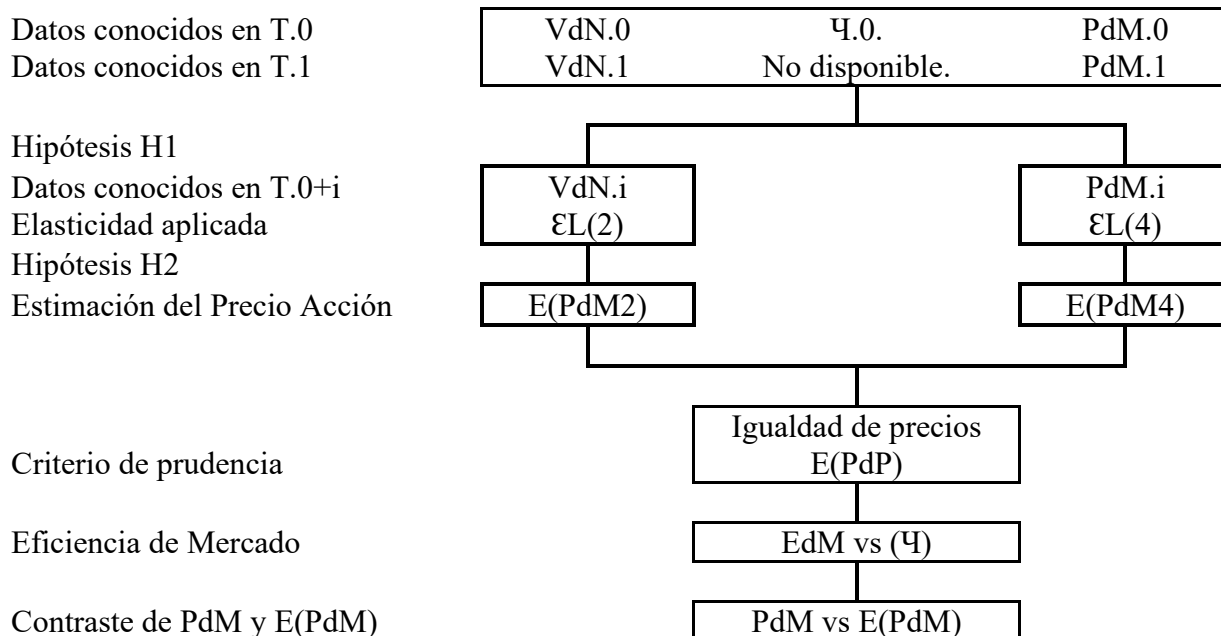 Datos conocidos en T.0 VdN.0 Ч.0. PdM.0
Datos conocidos en T.1 VdN.1 No disponible. PdM.1
Hipótesis H1
Datos conocidos en T.0+i VdN.i PdM.i
Elasticidad aplicada ƐL(2) ƐL(4)
Hipótesis H2
Estimación del Precio Acción E(PdM2) E(PdM4)
Igualdad de precios
Criterio de prudencia E(PdP)
Eficiencia de Mercado EdM vs (Ч)
Contraste de PdM y E(PdM) PdM vs E(PdM)